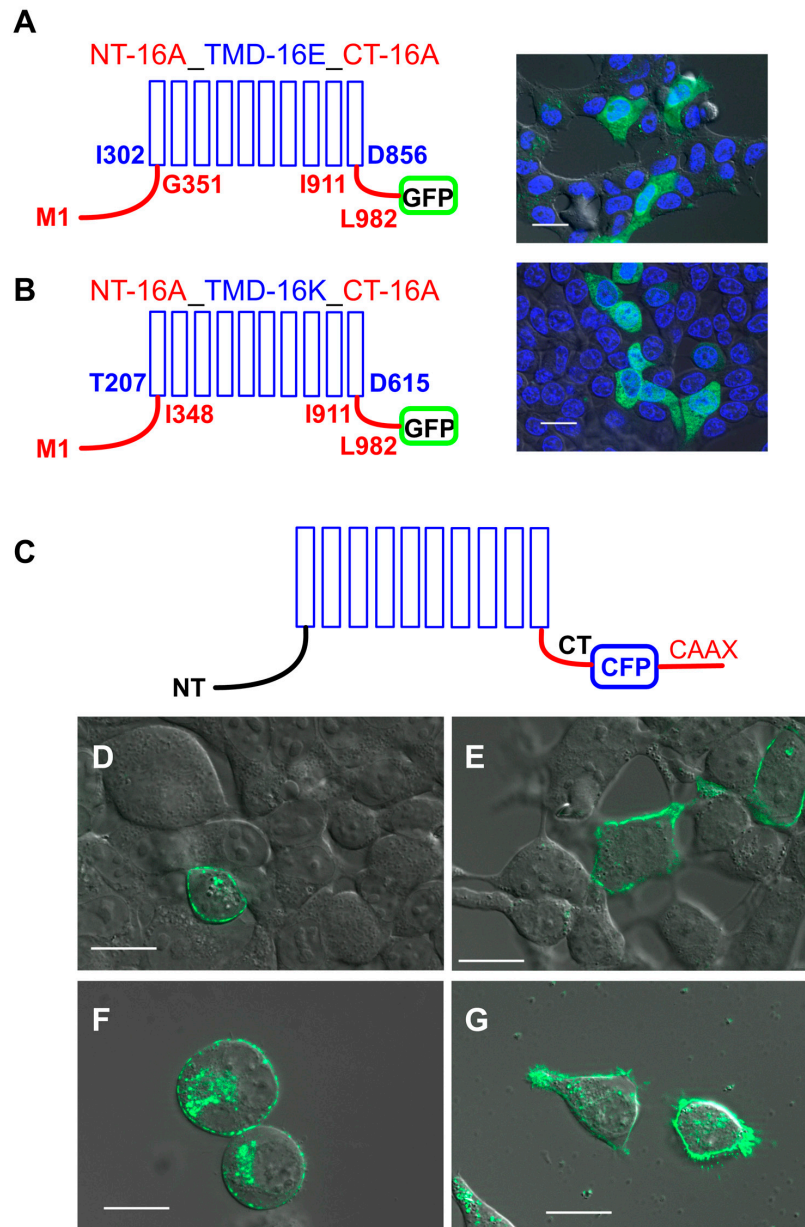 A
NT-16A_TMD-16E_CT-16A
I302
D856
G351
I911
M1
L982
GFP
B
NT-16A_TMD-16K_CT-16A
T207
D615
I348
I911
M1
L982
GFP
C
NT
CT
CFP
CAAX
D
E
F
G